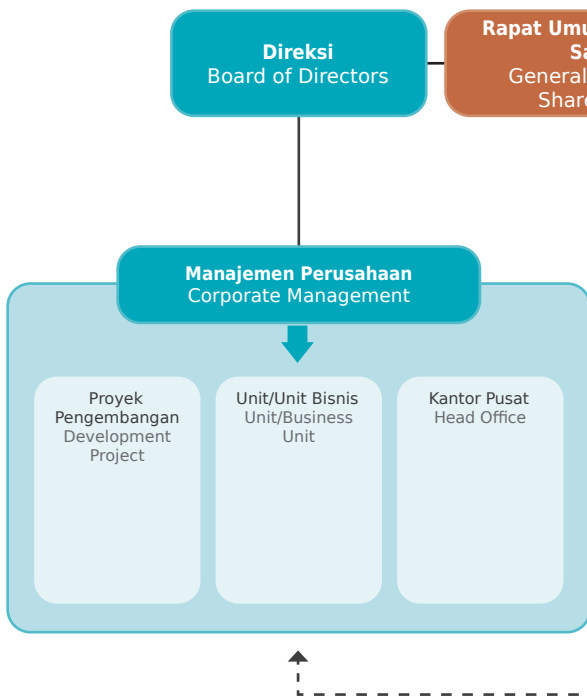 Direksi
Board of Directors
Rapat Umu
Sa
General
Share
Manajemen Perusahaan
Corporate Management
Proyek
Pengembangan
Development
Project
Unit/Unit Bisnis
Unit/Business
Unit
Kantor Pusat
Head Office